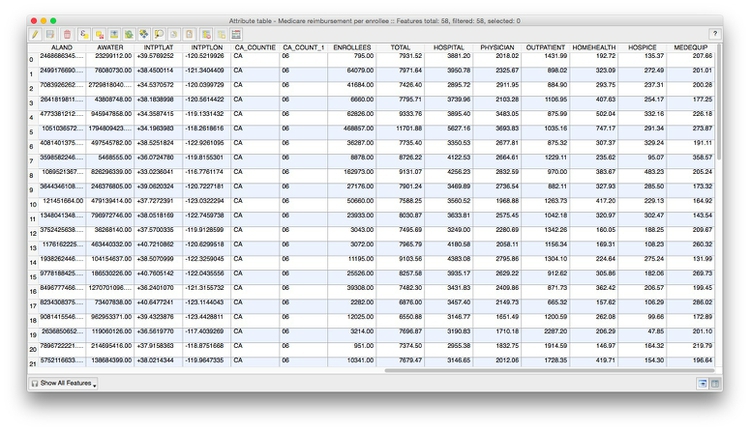 Attribute table - Medicare reimbursement per enrollee :: Features total: 58, filtered: 58, selected: 0
?
ALAND AWATER INTPTLAT INTPTLON CA_COUNTIE CA_COUNT_1 ENROLLEES TOTAL HOSPITAL PHYSICIAN OUTPATIENT HOMEHEALTH HOSPICE MEDEQUIP
0 2468686345.... 23299112.00 +39.5769252 -120.5219926 CA 06 795.00 7931.52 3881.20 2018.02 1431.99 192.72 135.37 207.66
1 2499176690.... 76080730.00 +38.4500114 -121.3404409 CA 06 64079.00 7971.64 3950.78 2325.67 898.02 323.09 272.49 201.01
2 7083926262.... 2729818040.... +34.5370572 -120.0399729 CA 06 41684.00 7426.40 2895.72 2911.95 884.90 293.75 237.31 200.28
3 2641819811.... 43808748.00 +38.1838998 -120.5614422 CA 06 6660.00 7795.71 3739.96 2103.28 1106.95 407.63 254.17 177.25
4 4773381212.... 945947858.00 +34.3587415 -119.1331432 CA 06 62826.00 9333.76 3895.40 3483.05 875.99 502.04 332.16 226.18
5 1051036572... 1794809423.... +34.1963983 -118.2618616 CA 06 468857.00 11701.88 5627.16 3693.83 1035.16 747.17 291.34 273.87
6 4081401375.... 497545782.00 +38.5251824 -122.9261095 CA 06 36287.00 7735.40 3350.53 2677.81 875.32 307.37 329.24 191.11
7 3598582246.... 5468555.00 +36.0724780 -119.8155301 CA 06 8878.00 8726.22 4122.53 2664.61 1229.11 235.62 95.07 358.57
8 1089521367... 826298339.00 +33.0236041 -116.7761174 CA 06 162973.00 9131.07 4256.23 2832.59 970.00 383.67 483.23 205.24
9 3644346108.... 246376805.00 +39.0620324 -120.7227181 CA 06 27176.00 7901.24 3469.89 2736.54 882.11 327.93 285.50 173.32
10 121451664.00 479139414.00 +37.7272391 -123.0322294 CA 06 50660.00 7588.25 3560.52 1968.88 1263.73 417.20 229.13 164.92
11 1348041348.... 796972746.00 +38.0518169 -122.7459738 CA 06 23933.00 8030.87 3633.81 2575.45 1042.18 320.97 302.47 143.54
12 3752425638.... 36268140.00 +37.5700335 -119.9128599 CA 06 3043.00 7495.69 3249.00 2280.69 1342.26 160.05 188.25 209.67
13 1176162225... 463440332.00 +40.7210862 -120.6299518 CA 06 3072.00 7965.79 4180.58 2058.11 1156.34 169.31 108.23 260.32
14 1938262446.... 104154637.00 +38.5070999 -122.3259045 CA 06 11195.00 9103.56 4383.08 2795.86 1304.10 224.64 275.24 131.99
15 9778188425.... 186530226.00 +40.7605142 -122.0435556 CA 06 25526.00 8257.58 3935.17 2629.22 912.62 305.86 182.06 269.73
16 8496777466.... 1270701096.... +36.2401070 -121.3155732 CA 06 39308.00 7482.30 3431.83 2409.86 871.73 362.42 206.57 199.45
17 8234308375.... 73407838.00 +40.6477241 -123.1144043 CA 06 2282.00 6876.00 3457.40 2149.73 665.32 157.62 106.29 286.02
18 9081415546.... 962953371.00 +39.4323876 -123.4428811 CA 06 12025.00 6550.88 3146.77 1651.49 1200.59 262.08 99.66 172.89
19 2636850652... 119060126.00 +36.5619770 -117.4039269 CA 06 3214.00 7696.87 3190.83 1710.18 2287.20 206.29 47.85 201.10
20 7896722221.... 214695416.00 +37.9158363 -118.8751668 CA 06 951.00 7374.50 2955.38 1832.75 1914.59 146.97 164.32 219.79
21 5752116633.... 138684399.00 +38.0214344 -119.9647335 CA 06 10341.00 7679.47 3146.65 2012.06 1728.35 419.71 154.30 196.64
Show All Features